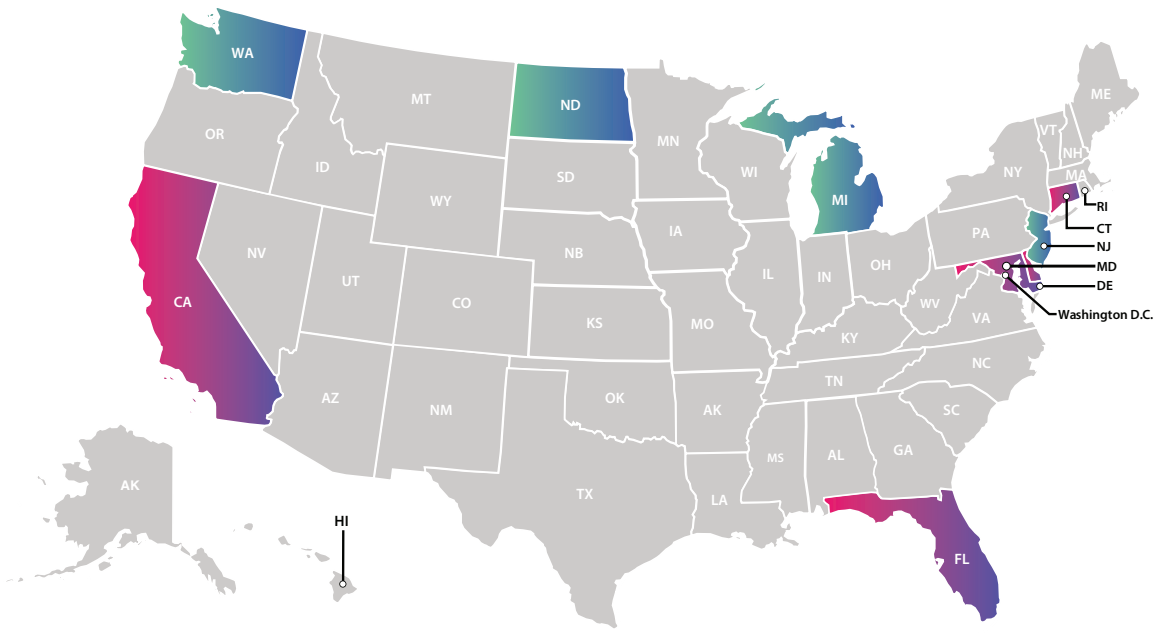 WA
MT
ND
MN
ME
OR
ID
WY
SD
WI
MI
NY
VT
NH
MA
RI
CT
NJ
MD
DE
Washington D.C.
PA
NV
UT
CO
NB
IA
IL
IN
OH
WV
VA
CA
KS
MO
KY
NC
AZ
NM
OK
AK
TN
SC
MS
AL
GA
TX
LA
FL
AK
HI